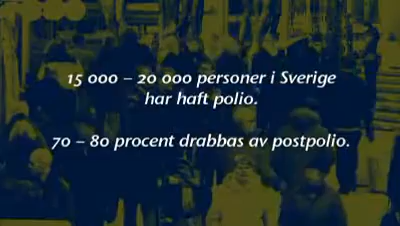 15 000 – 20 000 personer i Sverige
har haft polio.
70 – 80 procent drabbas av postpolio.